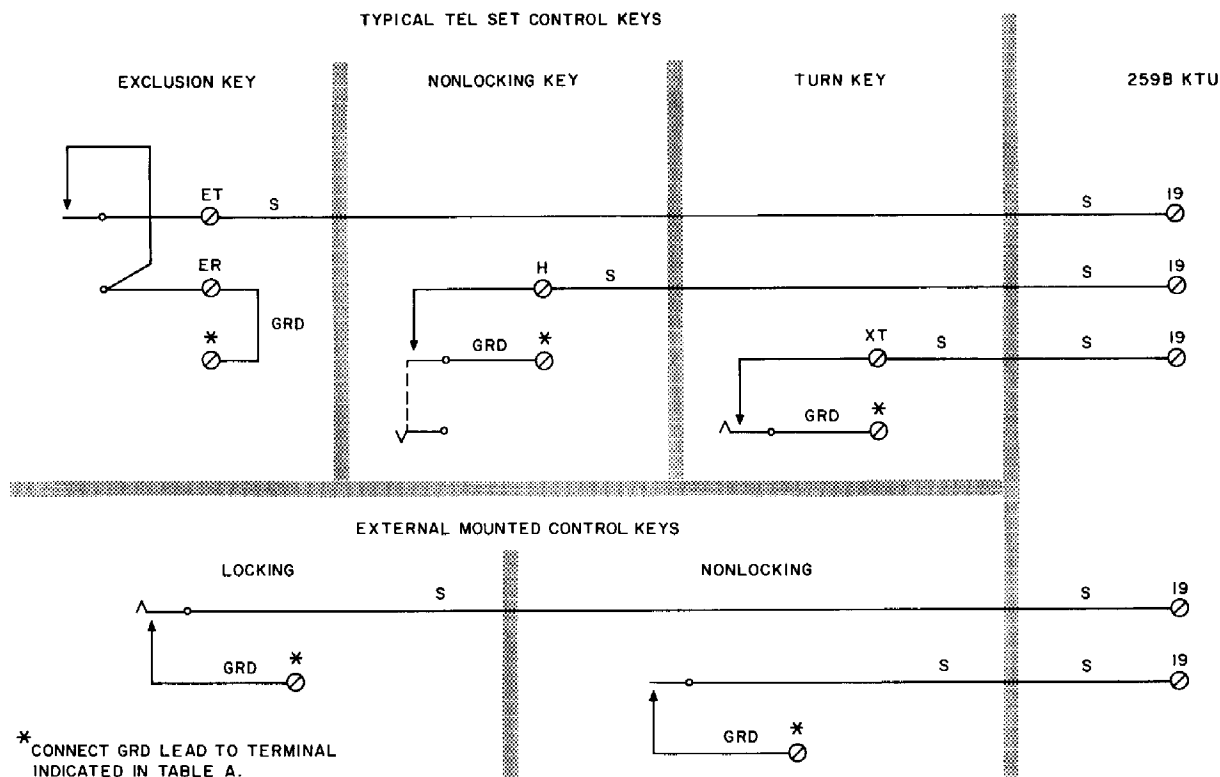 TYPICAL TEL SET CONTROL KEYS
EXCLUSION KEY
NONLOCKING KEY
TURN KEY
259B KTU
ET
S
S
19
ER
GRD
*
H
S
S
19
GRD
*
XT
S
S
19
GRD
*
EXTERNAL MOUNTED CONTROL KEYS
LOCKING
NONLOCKING
S
S
19
GRD
*
S
S
19
GRD
*
*CONNECT GRD LEAD TO TERMINAL
INDICATED IN TABLE A.